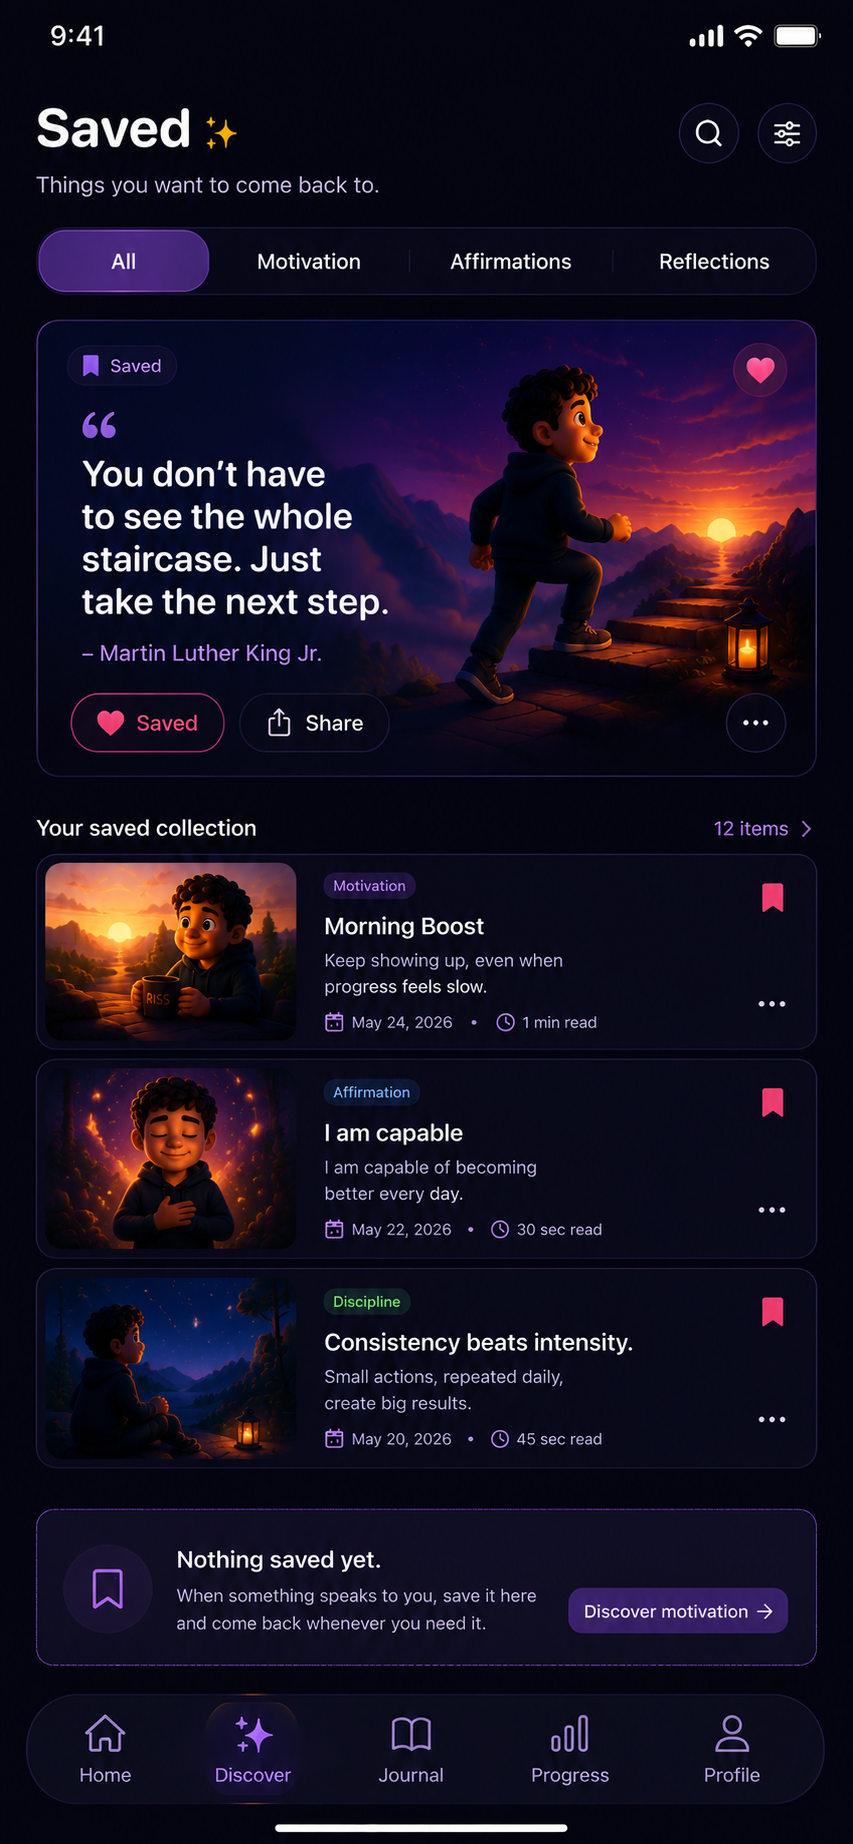 9:41
Saved
Things you want to come back to.
All
Motivation
Affirmations
Reflections
Saved
“
You don’t have
to see the whole
staircase. Just
take the next step.
– Martin Luther King Jr.
Saved
Share
Your saved collection
12 items
Motivation
Morning Boost
Keep showing up, even when
progress feels slow.
May 24, 2026 • 1 min read
RISS
Affirmation
I am capable
I am capable of becoming
better every day.
May 22, 2026 • 30 sec read
Discipline
Consistency beats intensity.
Small actions, repeated daily,
create big results.
May 20, 2026 • 45 sec read
Nothing saved yet.
When something speaks to you, save it here
and come back whenever you need it.
Discover motivation →
Home
Discover
Journal
Progress
Profile